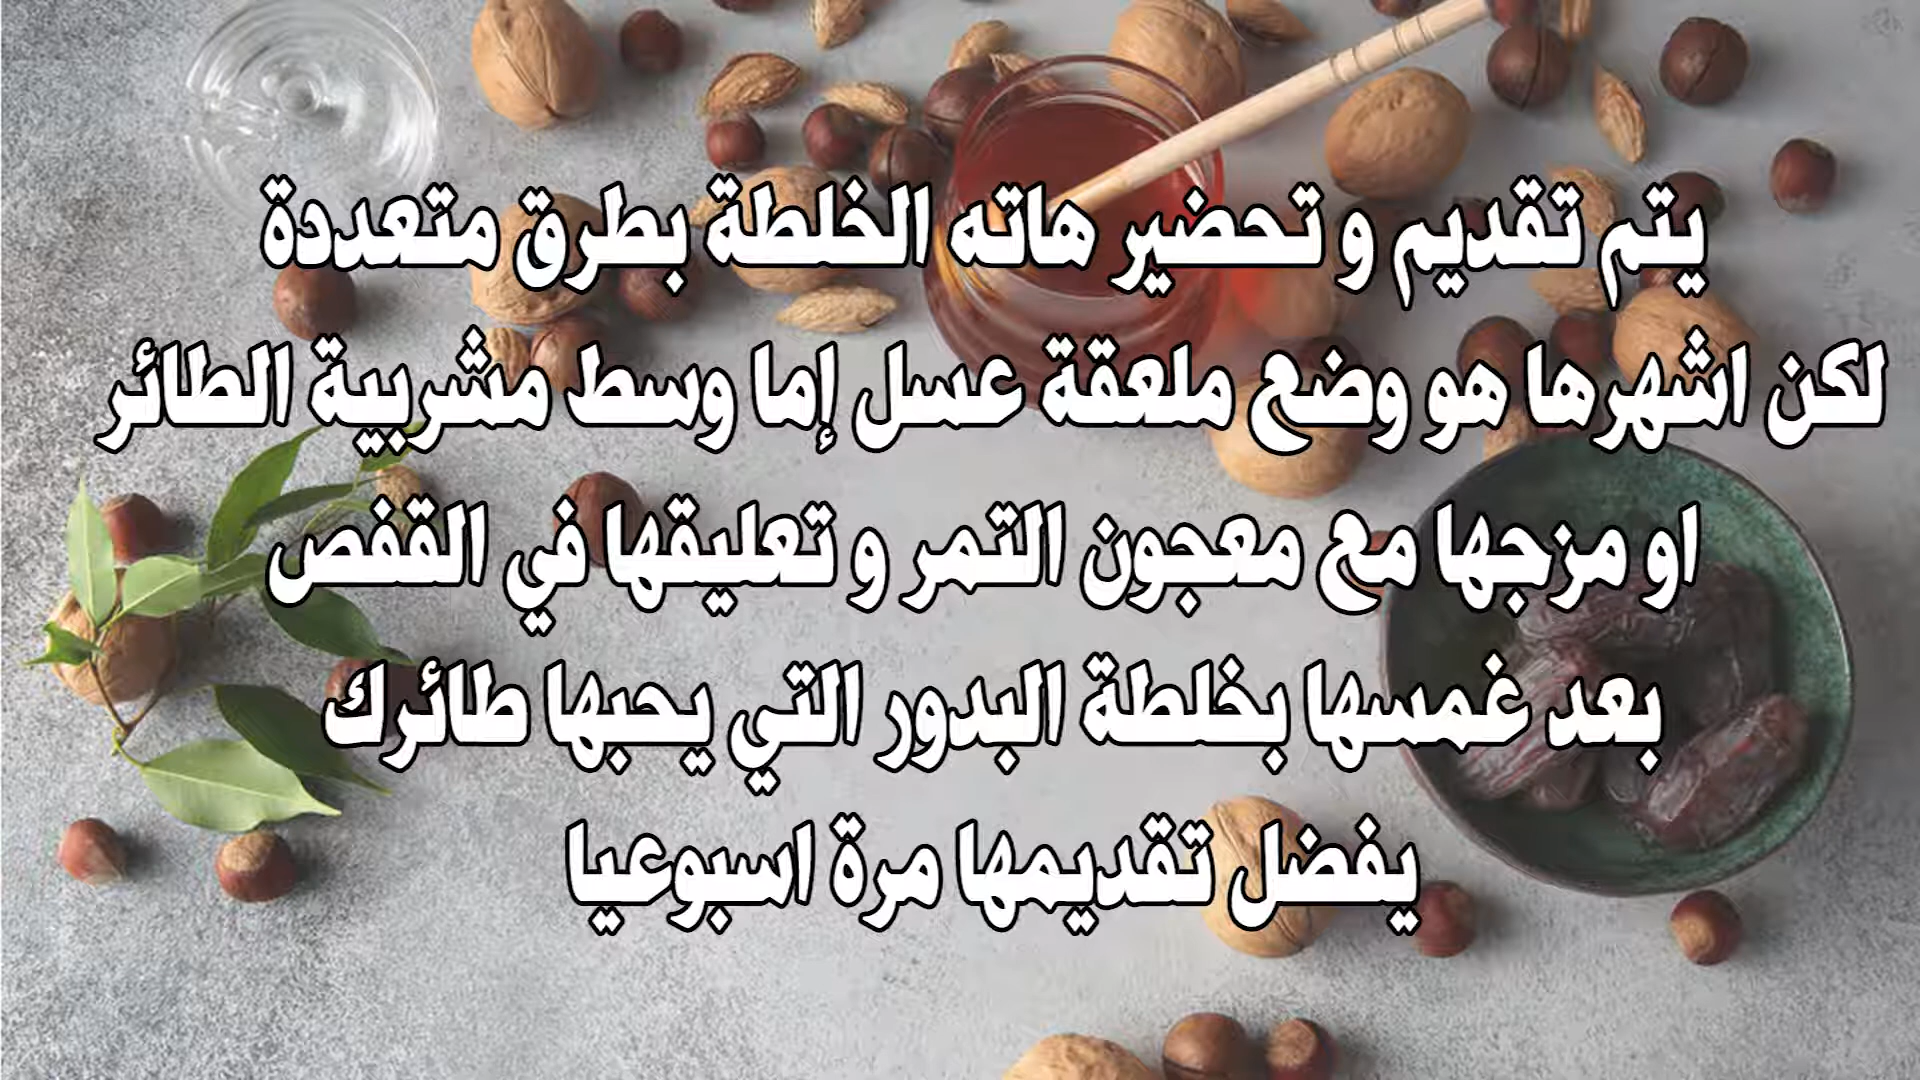 يتم تقديم و تحضير هاته الخلطة بطرق متعددة
لكن اشهرها هو وضع ملعقة عسل إما وسط مشربية الطائر
او مزجها مع معجون التمر و تعليقها في القفص
بعد غمسها بخلطة البدور التي يحبها طائرك
يفضل تقديمها مرة اسبوعيا